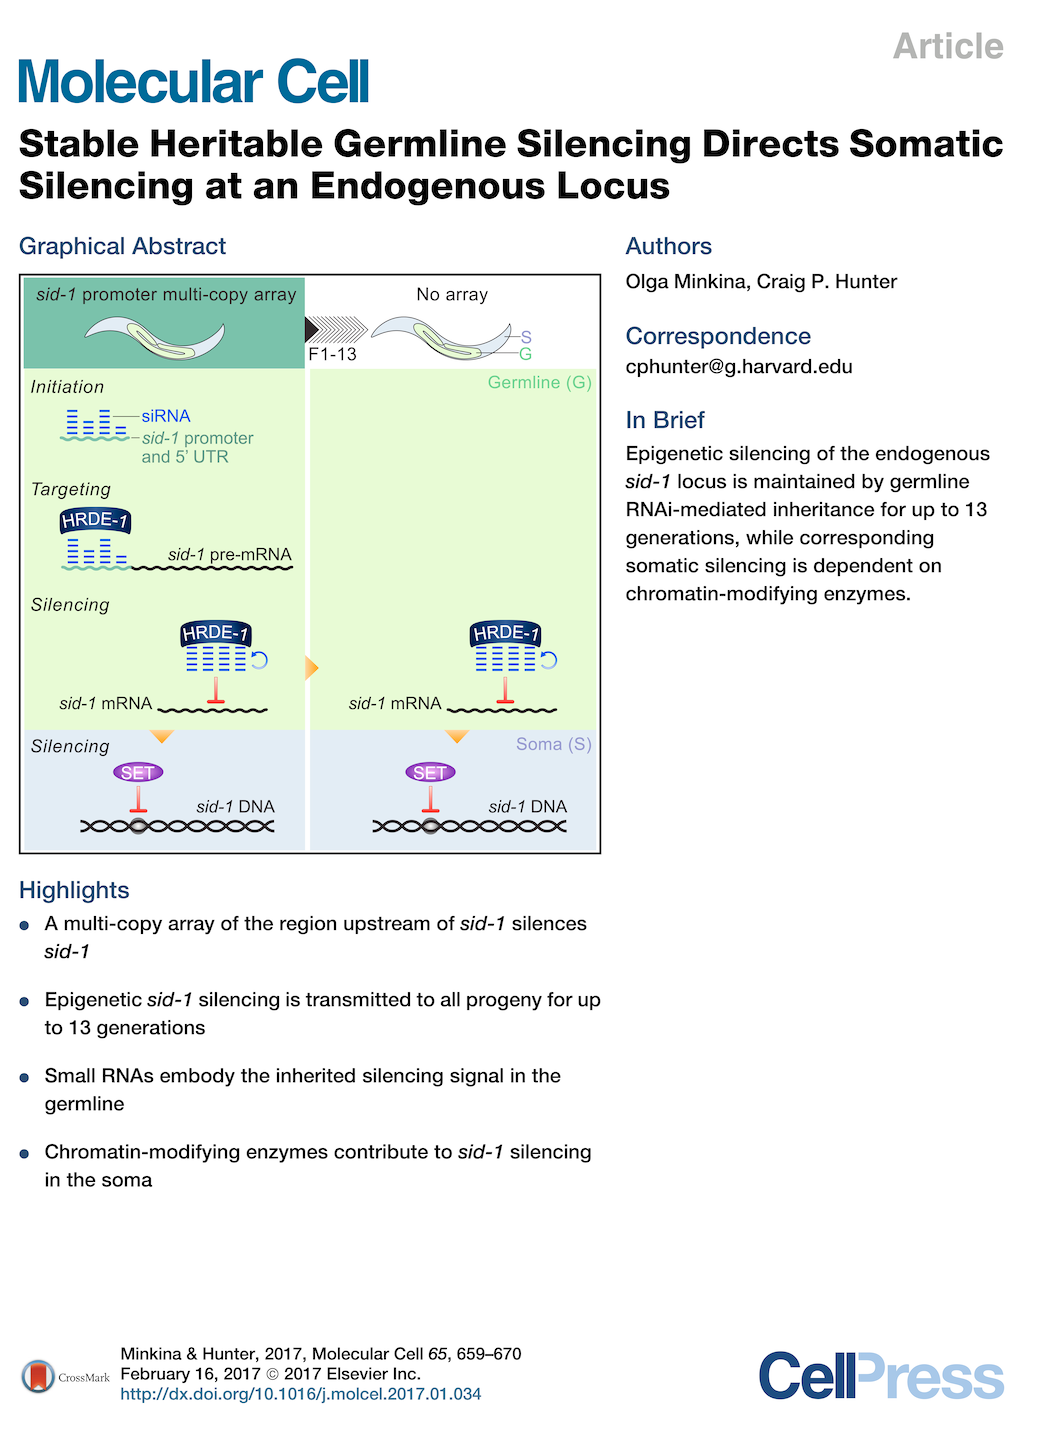 Article
Molecular Cell
Stable Heritable Germline Silencing Directs Somatic
Silencing at an Endogenous Locus
Graphical Abstract
sid-1 promoter multi-copy array
No array
F1-13
S
G
Initiation
Germline (G)
siRNA
sid-1 promoter
and 5’ UTR
Targeting
HRDE-1
sid-1 pre-mRNA
Silencing
HRDE-1
HRDE-1
sid-1 mRNA
sid-1 mRNA
Silencing
Soma (S)
SET
SET
sid-1 DNA
sid-1 DNA
Highlights
• A multi-copy array of the region upstream of sid-1 silences
sid-1
• Epigenetic sid-1 silencing is transmitted to all progeny for up
to 13 generations
• Small RNAs embody the inherited silencing signal in the
germline
• Chromatin-modifying enzymes contribute to sid-1 silencing
in the soma
Authors
Olga Minkina, Craig P. Hunter
Correspondence
cphunter@g.harvard.edu
In Brief
Epigenetic silencing of the endogenous
sid-1 locus is maintained by germline
RNAi-mediated inheritance for up to 13
generations, while corresponding
somatic silencing is dependent on
chromatin-modifying enzymes.
CrossMark
Minkina & Hunter, 2017, Molecular Cell 65, 659–670
February 16, 2017 © 2017 Elsevier Inc.
http://dx.doi.org/10.1016/j.molcel.2017.01.034
CellPress